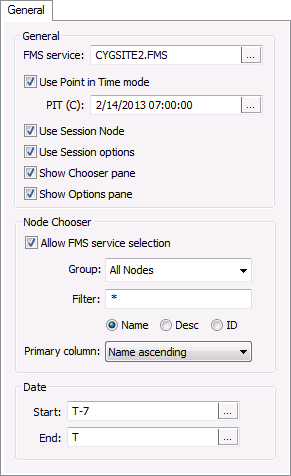 General
General
FMS service: CYGSITE2.FMS ...
Use Point in Time mode
PIT (C): 2/14/2013 07:00:00 ...
Use Session Node
Use Session options
Show Chooser pane
Show Options pane
Node Chooser
Allow FMS service selection
Group: All Nodes
Filter: *
Name Desc ID
Primary column: Name ascending
Date
Start: T-7 ...
End: T ...